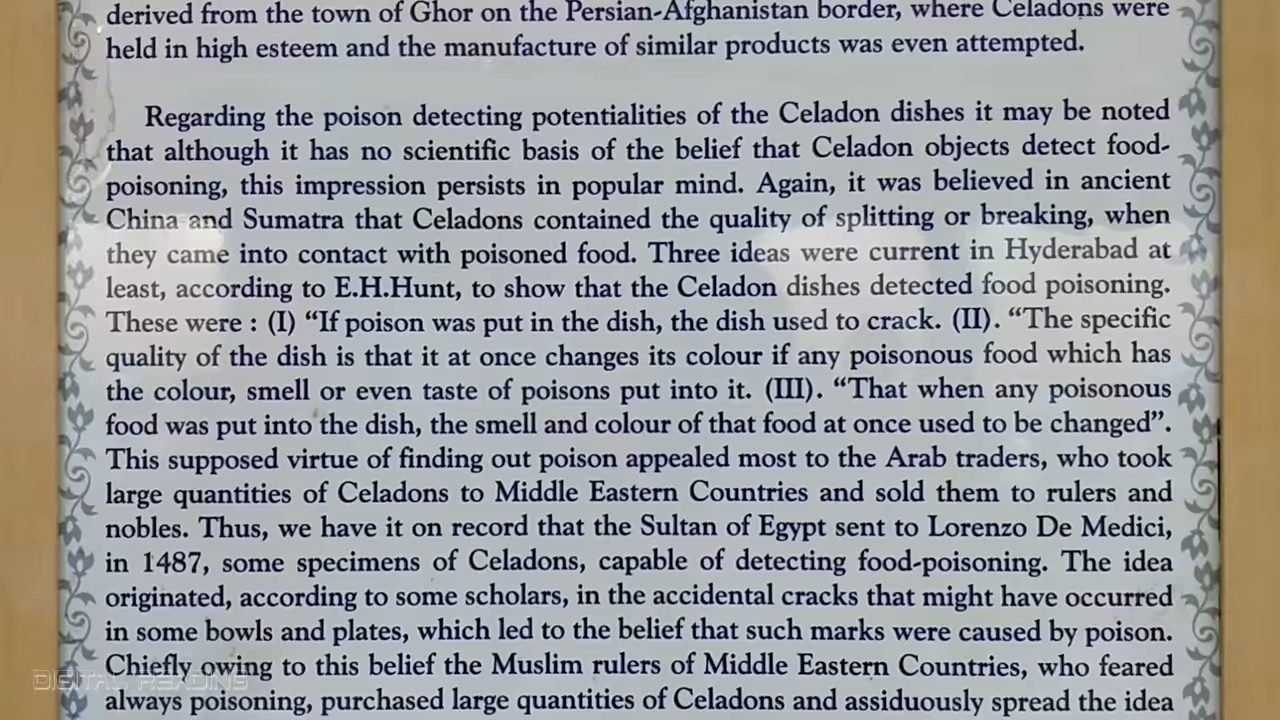 derived from the town of Ghor on the Persian-Afghanistan border, where Celadons were
held in high esteem and the manufacture of similar products was even attempted.
Regarding the poison detecting potentialities of the Celadon dishes it may be noted
that although it has no scientific basis of the belief that Celadon objects detect food-
poisoning, this impression persists in popular mind. Again, it was believed in ancient
China and Sumatra that Celadons contained the quality of splitting or breaking, when
they came into contact with poisoned food. Three ideas were current in Hyderabad at
least, according to E.H.Hunt, to show that the Celadon dishes detected food poisoning.
These were : (I) “If poison was put in the dish, the dish used to crack. (II). “The specific
quality of the dish is that it at once changes its colour if any poisonous food which has
the colour, smell or even taste of poisons put into it. (III). “That when any poisonous
food was put into the dish, the smell and colour of that food at once used to be changed”.
This supposed virtue of finding out poison appealed most to the Arab traders, who took
large quantities of Celadons to Middle Eastern Countries and sold them to rulers and
nobles. Thus, we have it on record that the Sultan of Egypt sent to Lorenzo De Medici,
in 1487, some specimens of Celadons, capable of detecting food-poisoning. The idea
originated, according to some scholars, in the accidental cracks that might have occurred
in some bowls and plates, which led to the belief that such marks were caused by poison.
Chiefly owing to this belief the Muslim rulers of Middle Eastern Countries, who feared
DIGITAL READING
always poisoning, purchased large quantities of Celadons and assiduously spread the idea